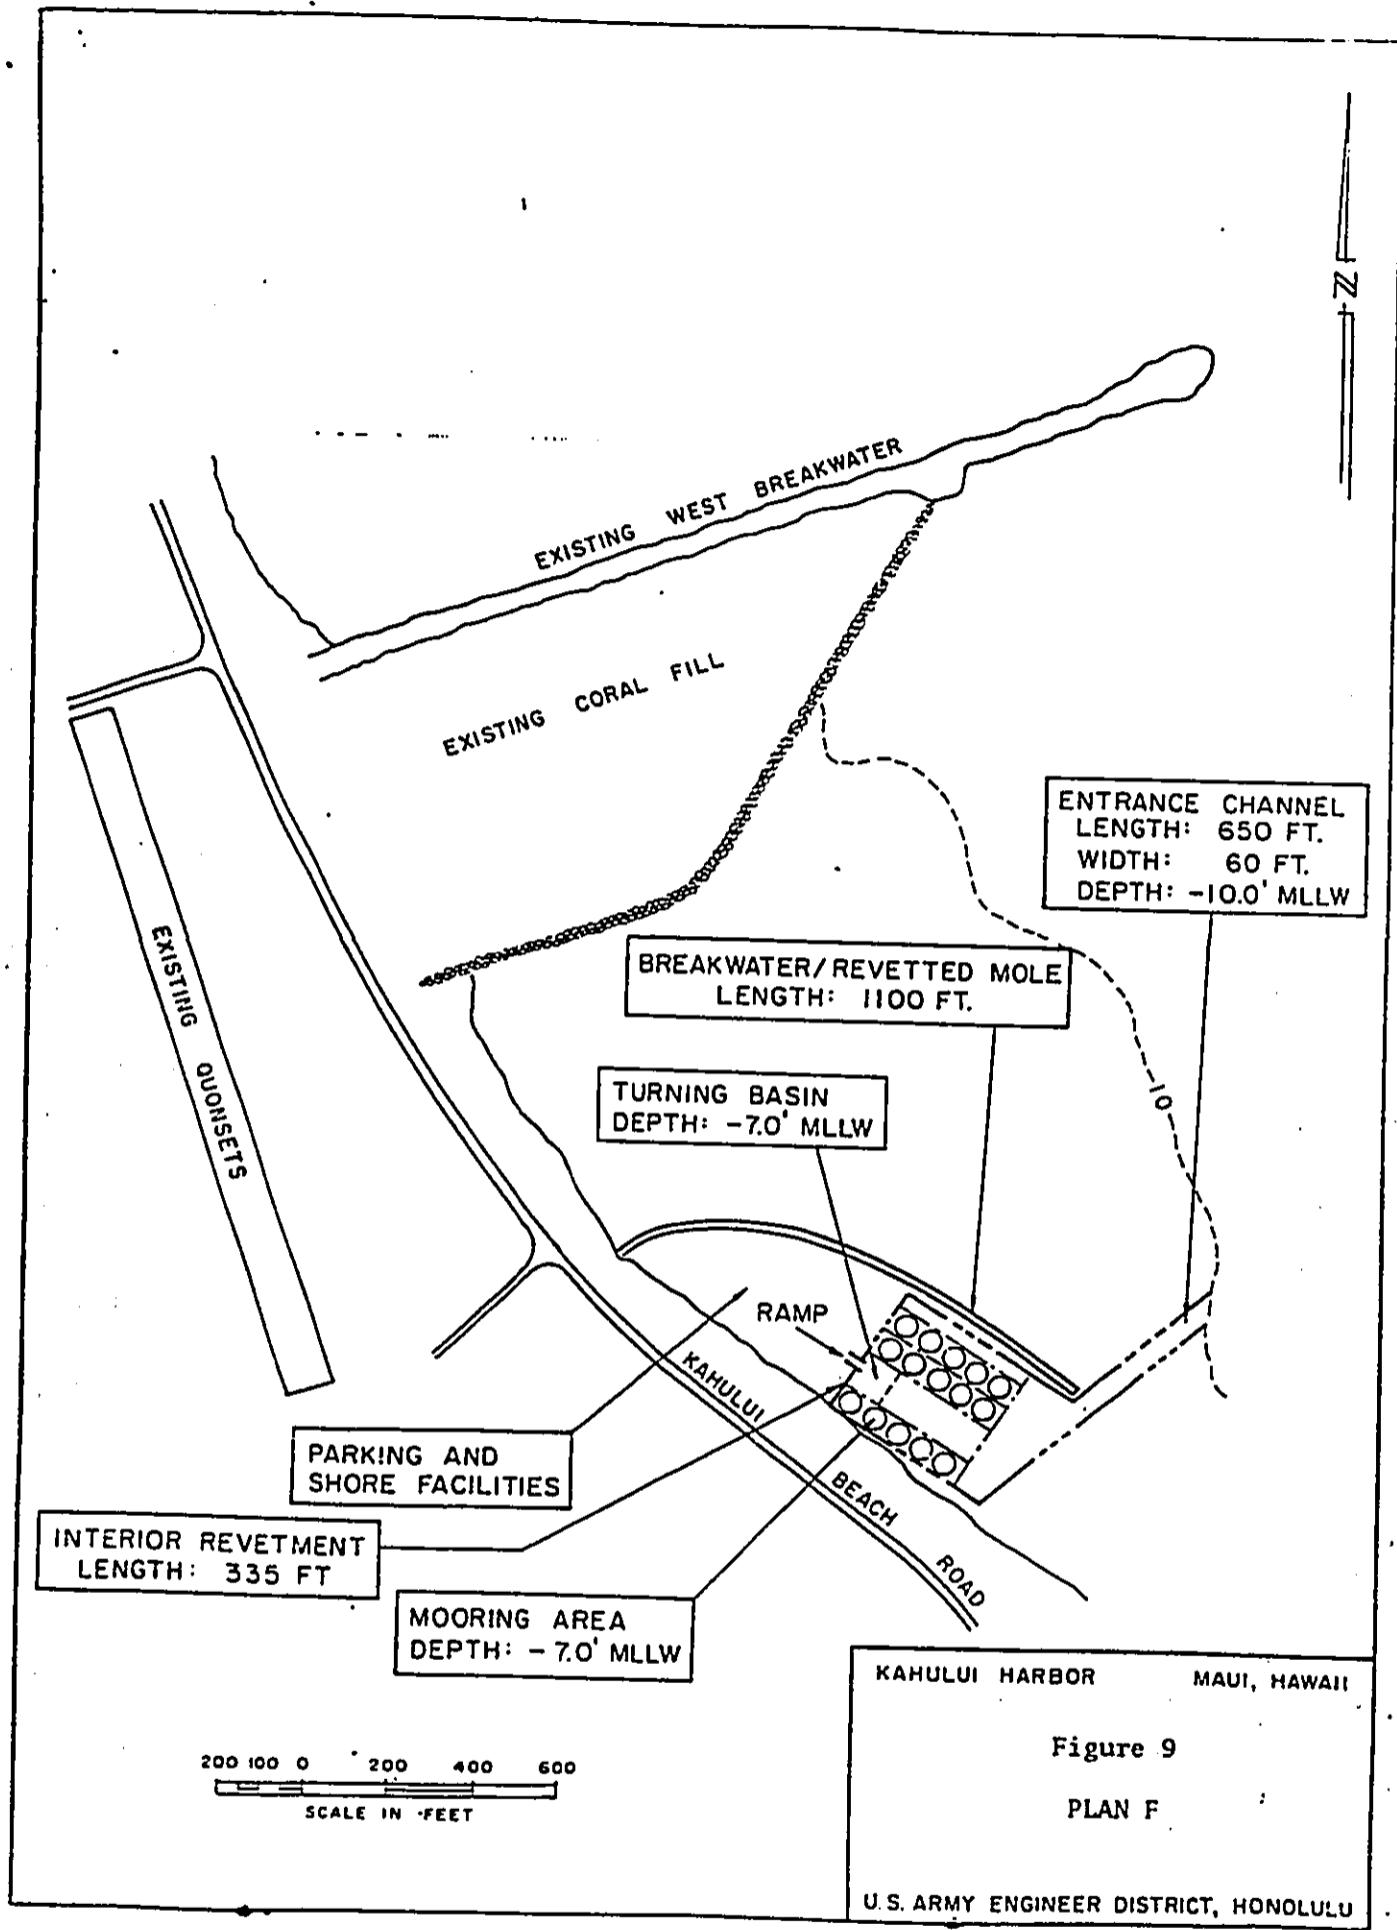 N
EXISTING WEST BREAKWATER
EXISTING CORAL FILL
ENTRANCE CHANNEL
LENGTH: 650 FT.
WIDTH: 60 FT.
DEPTH: -10.0' MLLW
EXISTING QUONSETS
BREAKWATER/REVETTED MOLE
LENGTH: 1100 FT.
TURNING BASIN
DEPTH: -7.0' MLLW
-10
RAMP
KAHULUI BEACH ROAD
PARKING AND
SHORE FACILITIES
INTERIOR REVETMENT
LENGTH: 335 FT
MOORING AREA
DEPTH: -7.0' MLLW
200 100 0 200 400 600
SCALE IN FEET
KAHULUI HARBOR MAUI, HAWAII
Figure 9
PLAN F
U.S. ARMY ENGINEER DISTRICT, HONOLULU